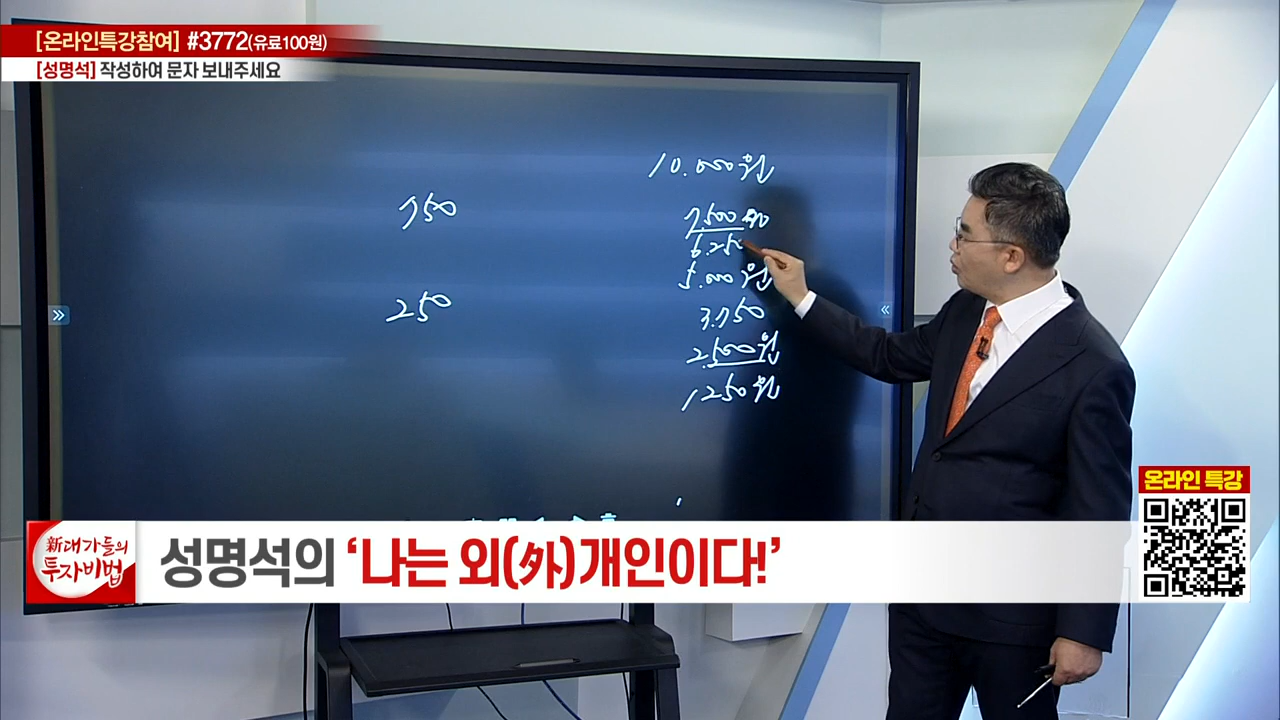 [온라인특강참여] #3772(유료100원)
[성명석] 작성하여 문자 보내주세요
10.000원
750
7.500원
6.250
5.000원
250
3.750
2.500원
1250원
온라인 특강
新대가들의
투자비법
성명석의 ‘나는 외(外)개인이다!’